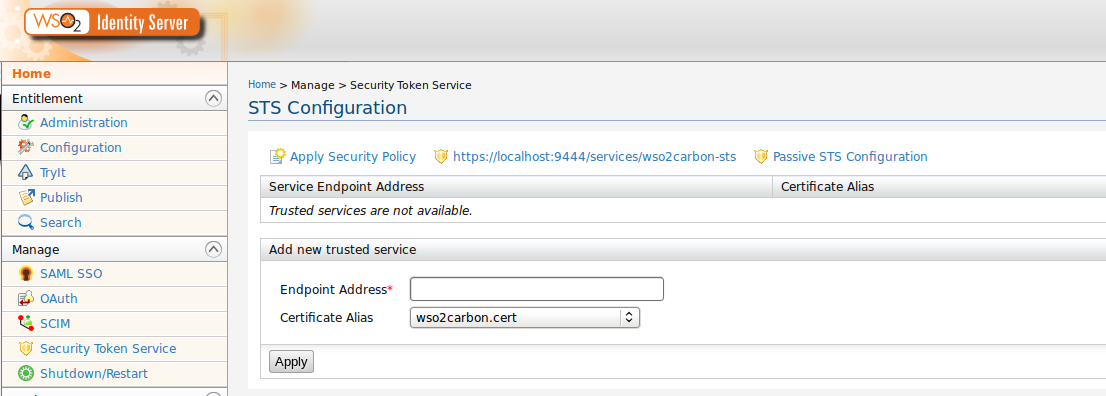 WSO2 Identity Server
Home
Entitlement
Administration
Configuration
TryIt
Publish
Search
Manage
SAML SSO
OAuth
SCIM
Security Token Service
Shutdown/Restart
Home > Manage > Security Token Service
STS Configuration
Apply Security Policy https://localhost:9444/services/wso2carbon-sts Passive STS Configuration
Service Endpoint Address Certificate Alias
Trusted services are not available.
Add new trusted service
Endpoint Address*
Certificate Alias wso2carbon.cert
Apply